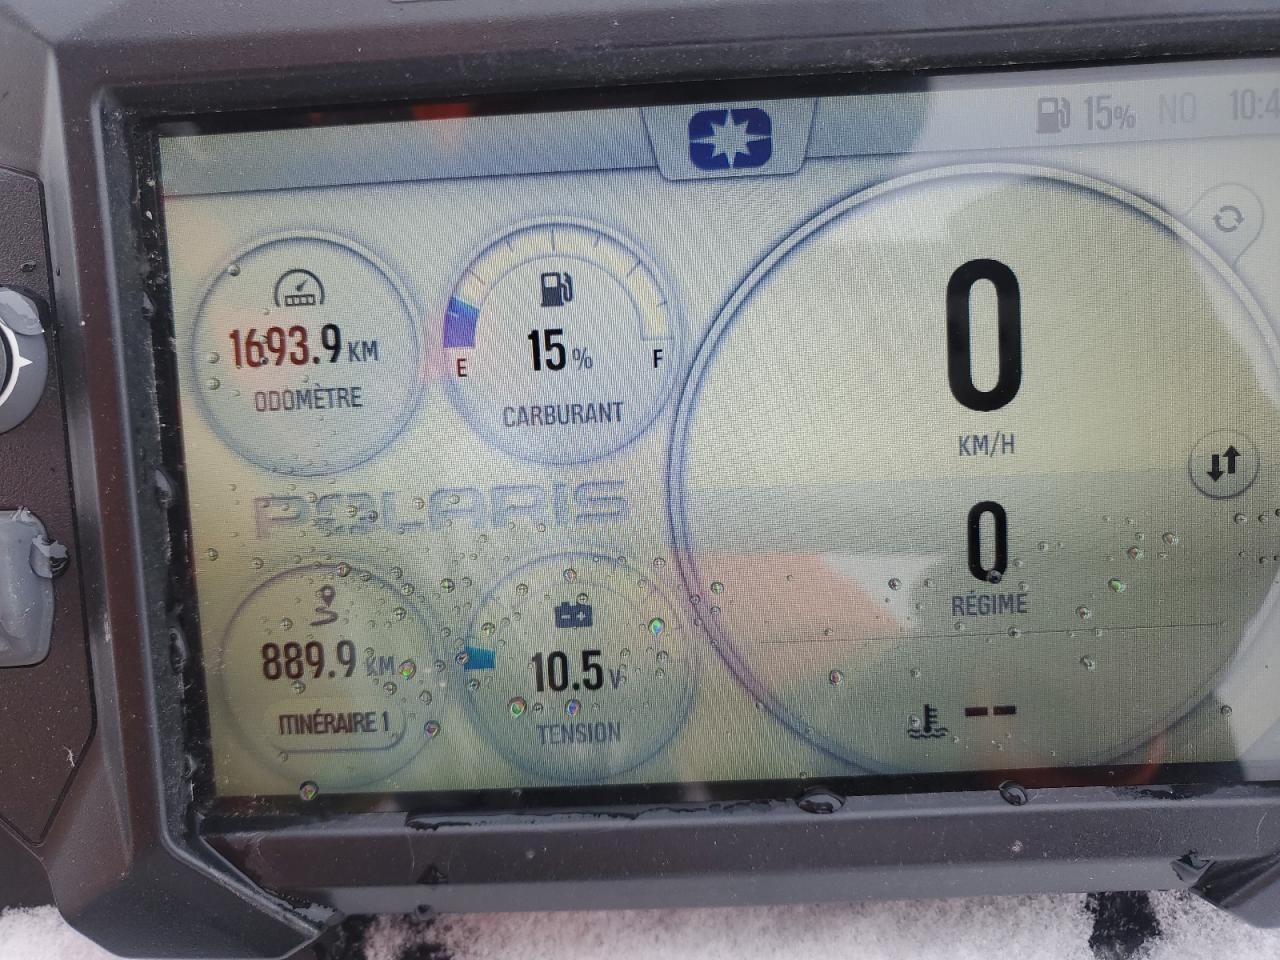 15% NO 10:4
1693.9 KM
ODOMÈTRE
15 %
E F
CARBURANT
0
KM/H
POLARIS
0
RÉGIME
889.9 KM
ITINÉRAIRE 1
10.5 V
TENSION
--